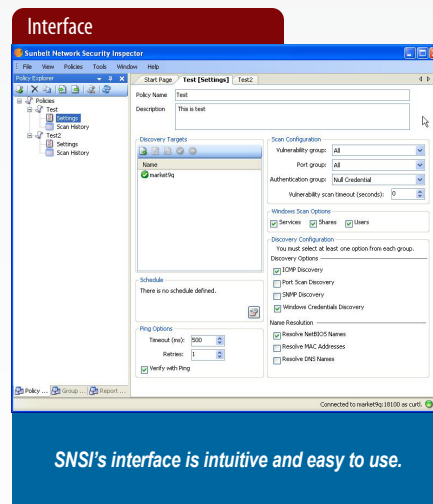 Interface
Sunbelt Network Security Inspector
File View Policies Tools Window Help
Policy Explorer
Start Page Test [Settings] Test2
Policies
Test
Settings
Scan History
Test2
Settings
Scan History
Policy Name Test
Description This is test
Discovery Targets
Name
market9q
Schedule
There is no schedule defined.
Ping Options
Timeout (ms): 500
Retries: 1
Verify with Ping
Scan Configuration
Vulnerability group: All
Port group: All
Authentication group: Null Credential
Vulnerability scan timeout (seconds): 0
Windows Scan Options
Services Shares Users
Discovery Configuration
You must select at least one option from each group.
Discovery Options
ICMP Discovery
Port Scan Discovery
SNMP Discovery
Windows Credentials Discovery
Name Resolution
Resolve NetBIOS Names
Resolve MAC Addresses
Resolve DNS Names
Policy ... Group ... Report ...
Connected to market9q:18100 as curtl.
SNSI's interface is intuitive and easy to use.